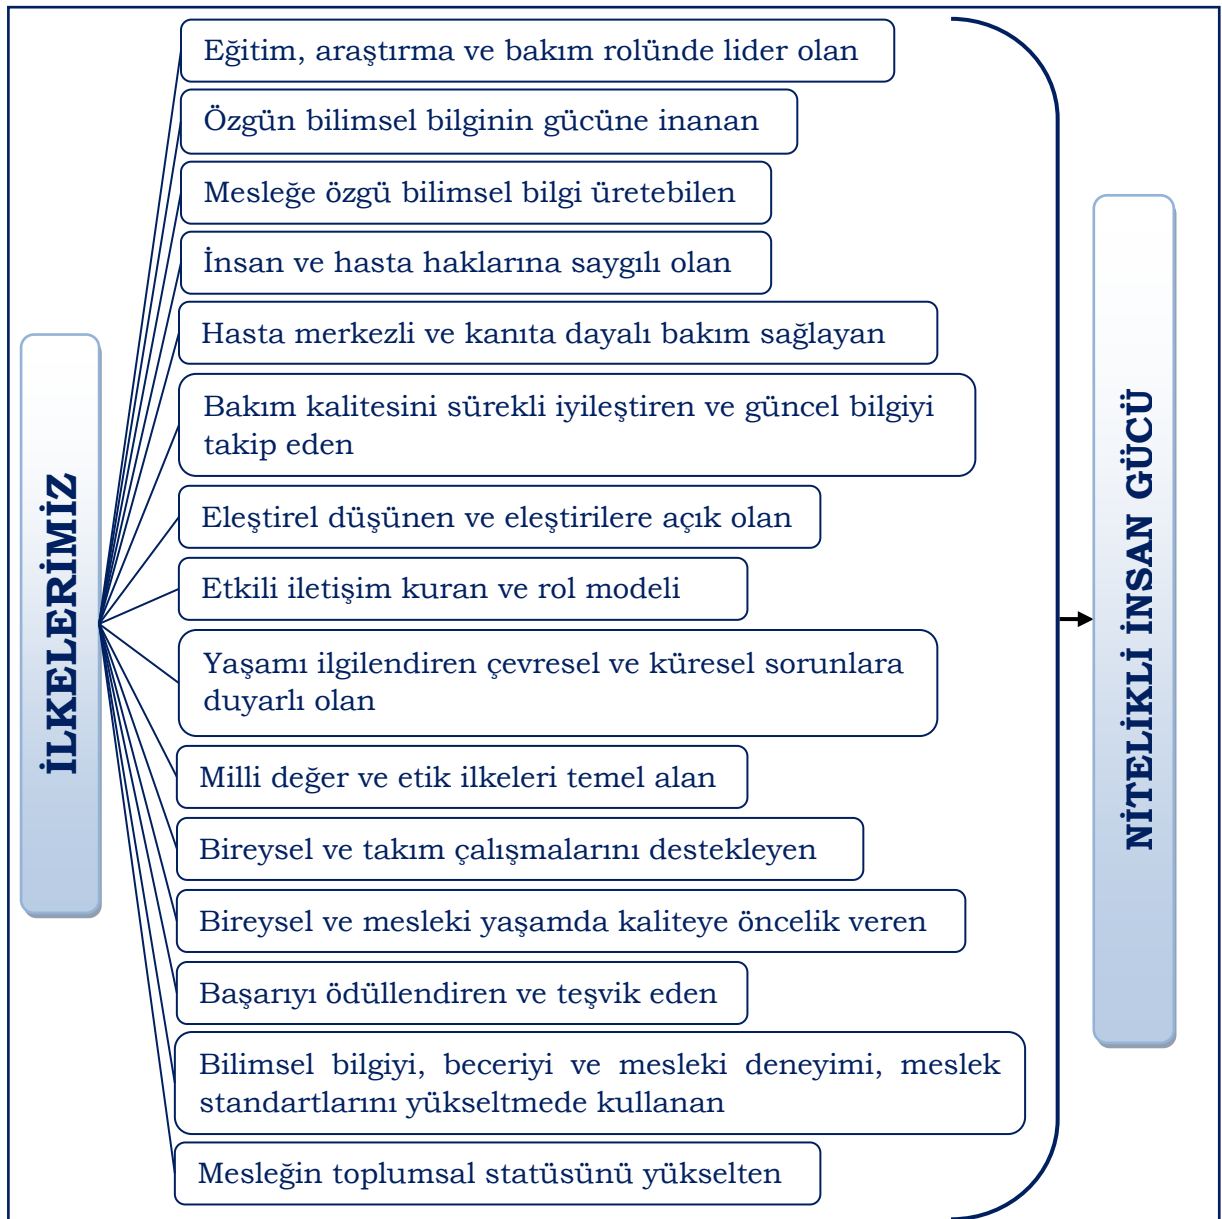 İLKELERİMİZ
Eğitim, araştırma ve bakım rolünde lider olan
Özgün bilimsel bilginin gücüne inanan
Mesleğe özgü bilimsel bilgi üretebilen
İnsan ve hasta haklarına saygılı olan
Hasta merkezli ve kanıta dayalı bakım sağlayan
Bakım kalitesini sürekli iyileştiren ve güncel bilgiyi
takip eden
Eleştirel düşünen ve eleştirilere açık olan
Etkili iletişim kuran ve rol modeli
Yaşamı ilgilendiren çevresel ve küresel sorunlara
duyarlı olan
Milli değer ve etik ilkeleri temel alan
Bireysel ve takım çalışmalarını destekleyen
Bireysel ve mesleki yaşamda kaliteye öncelik veren
Başarıyı ödüllendiren ve teşvik eden
Bilimsel bilgiyi, beceriyi ve mesleki deneyimi, meslek
standartlarını yükseltmede kullanan
Mesleğin toplumsal statüsünü yükselten
NİTELİKLİ İNSAN GÜCÜ